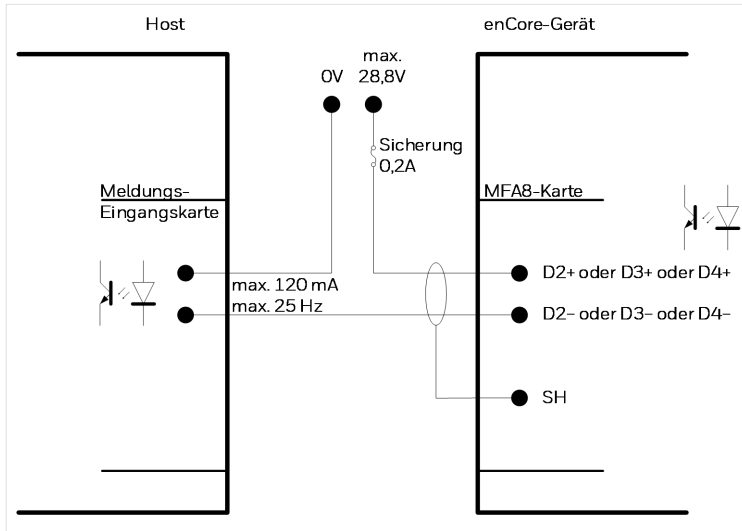 Host
enCore-Gerät
max.
0V 28,8V
Sicherung
0,2A
Meldungs-
Eingangskarte
MFA8-Karte
max. 120 mA
max. 25 Hz
D2+ oder D3+ oder D4+
D2– oder D3– oder D4–
SH